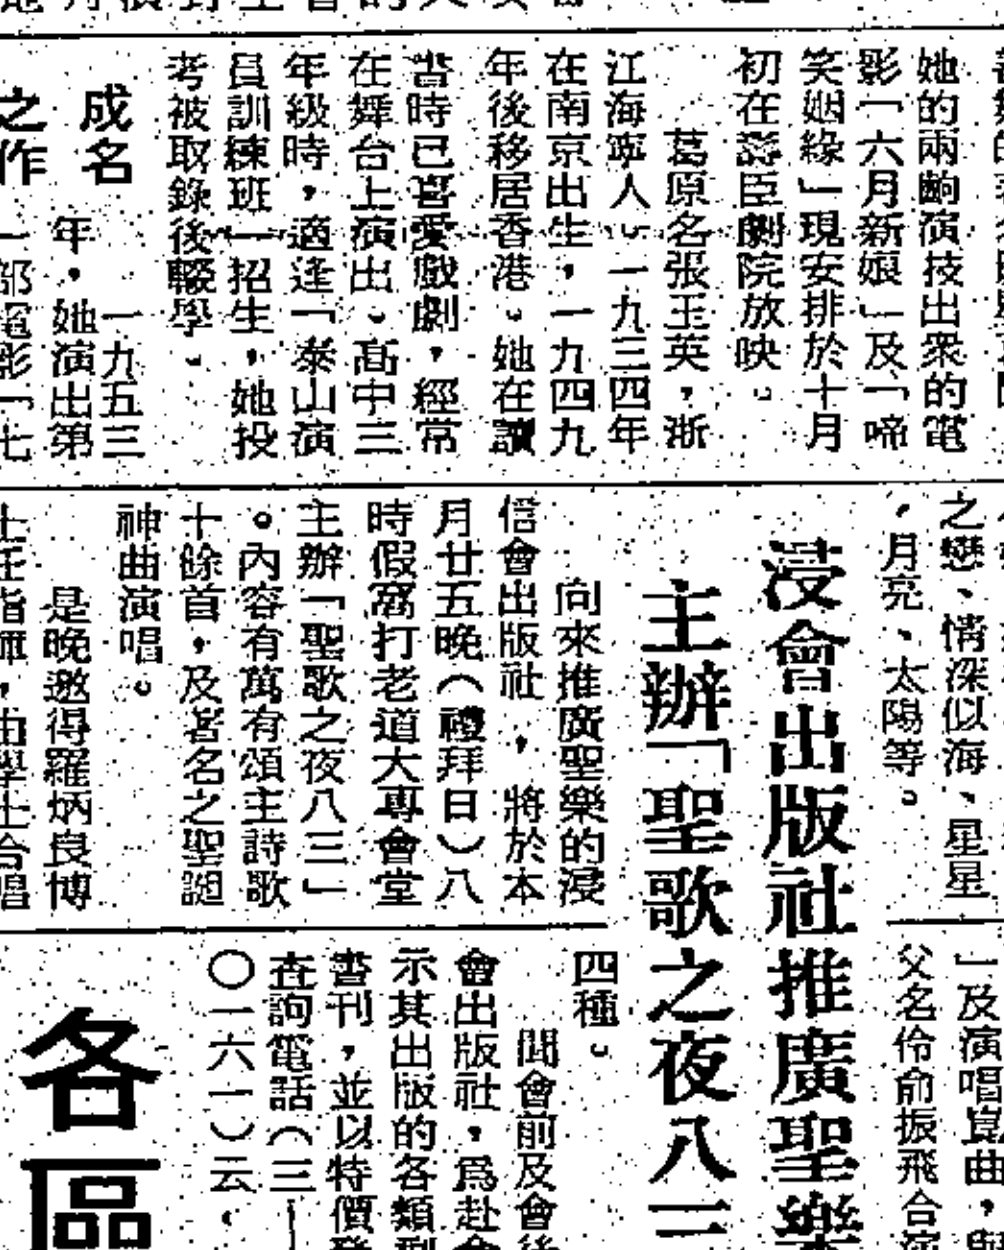 她的兩齣演技出衆的電
影「六月新娘」及「啼
笑姻緣」現安排於十月
初在壽臣劇院放映。
葛原名張玉英,浙
江海寧人,一九三四年
在南京出生,一九四九
年後移居香港。她在讀
書時已喜愛戲劇,經常
在舞台上演出。高中三
年級時,適逢「泰山演
員訓練班」招生,她投
考被取錄後輟學。
成名
之作
一九五三
年,她演出第
一部電影「七
之戀、情深似海、星星
,月亮、太陽等。
浸會出版社推廣聖樂
主辦「聖歌之夜八三
向來推廣聖樂的浸
信會出版社,將於本
月廿五晚(禮拜日)八
時假窩打老道大專會堂
主辦「聖歌之夜八三」
。內容有萬有頌主詩歌
十餘首,及著名之聖誕
神曲演唱。
是晚邀得羅炳良博
士任指揮,由學士合唱
」及演唱崑曲,與
父名伶俞振飛合演
四種。
聞會前及會後
會出版社,爲赴會
示其出版的各類
書刊,並以特價發
查詢電話(三—
〇一六一)云。
各區